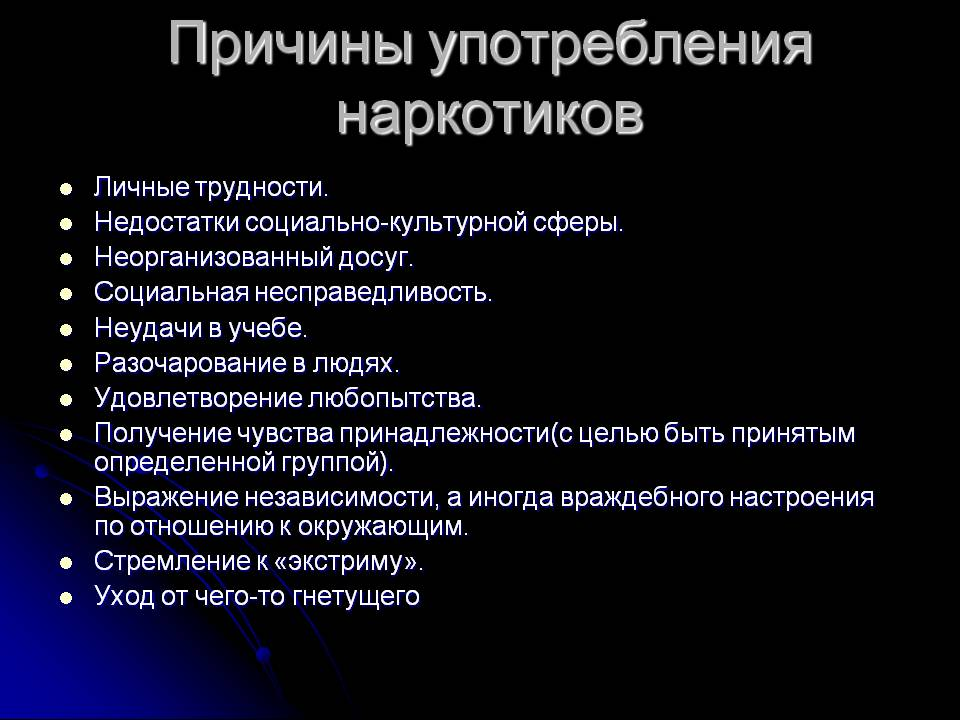 Причины употребления
наркотиков
Личные трудности.
Недостатки социально-культурной сферы.
Неорганизованный досуг.
Социальная несправедливость.
Неудачи в учебе.
Разочарование в людях.
Удовлетворение любопытства.
Получение чувства принадлежности(с целью быть принятым
определенной группой).
Выражение независимости, а иногда враждебного настроения
по отношению к окружающим.
Стремление к «экстриму».
Уход от чего-то гнетущего